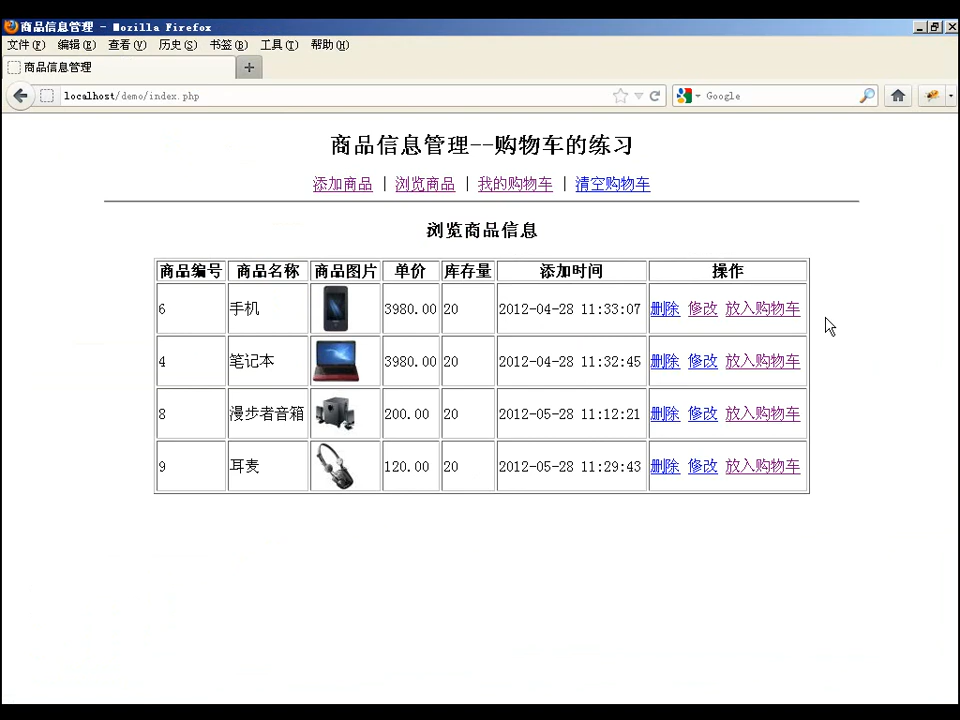 商品信息管理 - Mozilla Firefox
文件(F) 编辑(E) 查看(V) 历史(S) 书签(B) 工具(T) 帮助(H)
商品信息管理
localhost/demo/index.php Google
商品信息管理--购物车的练习
添加商品 | 浏览商品 | 我的购物车 | 清空购物车
浏览商品信息
商品编号 商品名称 商品图片 单价 库存量 添加时间 操作
6 手机 3980.00 20 2012-04-28 11:33:07 删除 修改 放入购物车
4 笔记本 3980.00 20 2012-04-28 11:32:45 删除 修改 放入购物车
8 漫步者音箱 200.00 20 2012-05-28 11:12:21 删除 修改 放入购物车
9 耳麦 120.00 20 2012-05-28 11:29:43 删除 修改 放入购物车